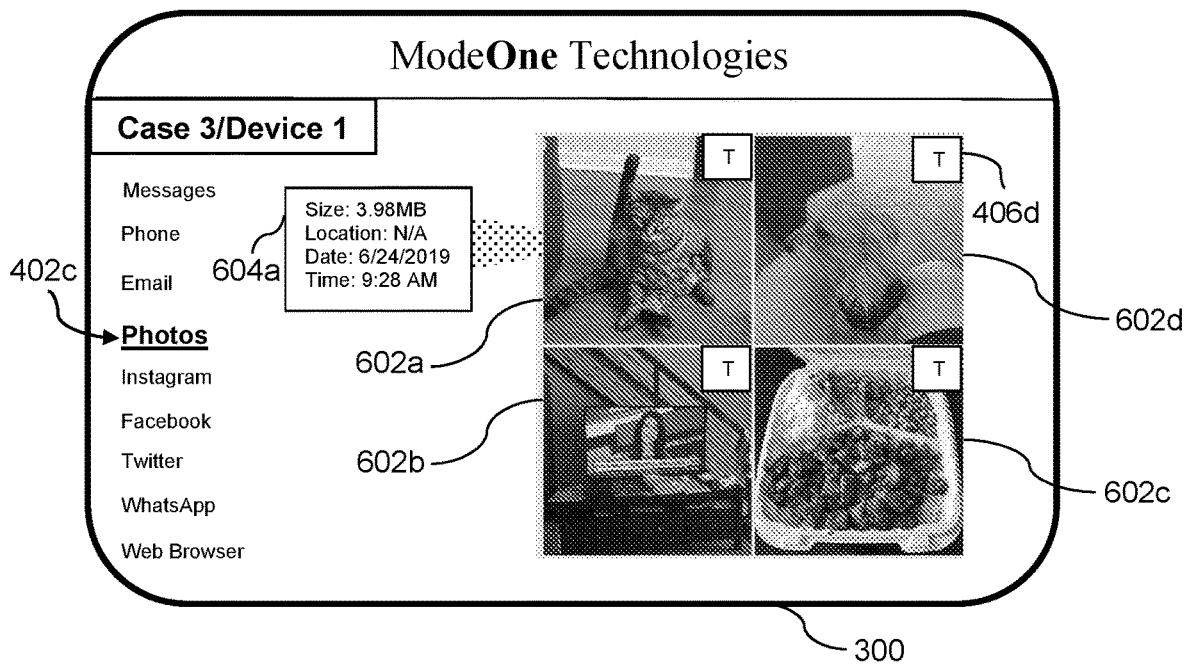 ModeOne Technologies
Case 3/Device 1
T
T
Messages
Size: 3.98MB
Location: N/A
Date: 6/24/2019
Time: 9:28 AM
406d
Phone
402c
604a
Email
602d
Photos
602a
T
T
Instagram
Facebook
Twitter
602b
602c
WhatsApp
Web Browser
300